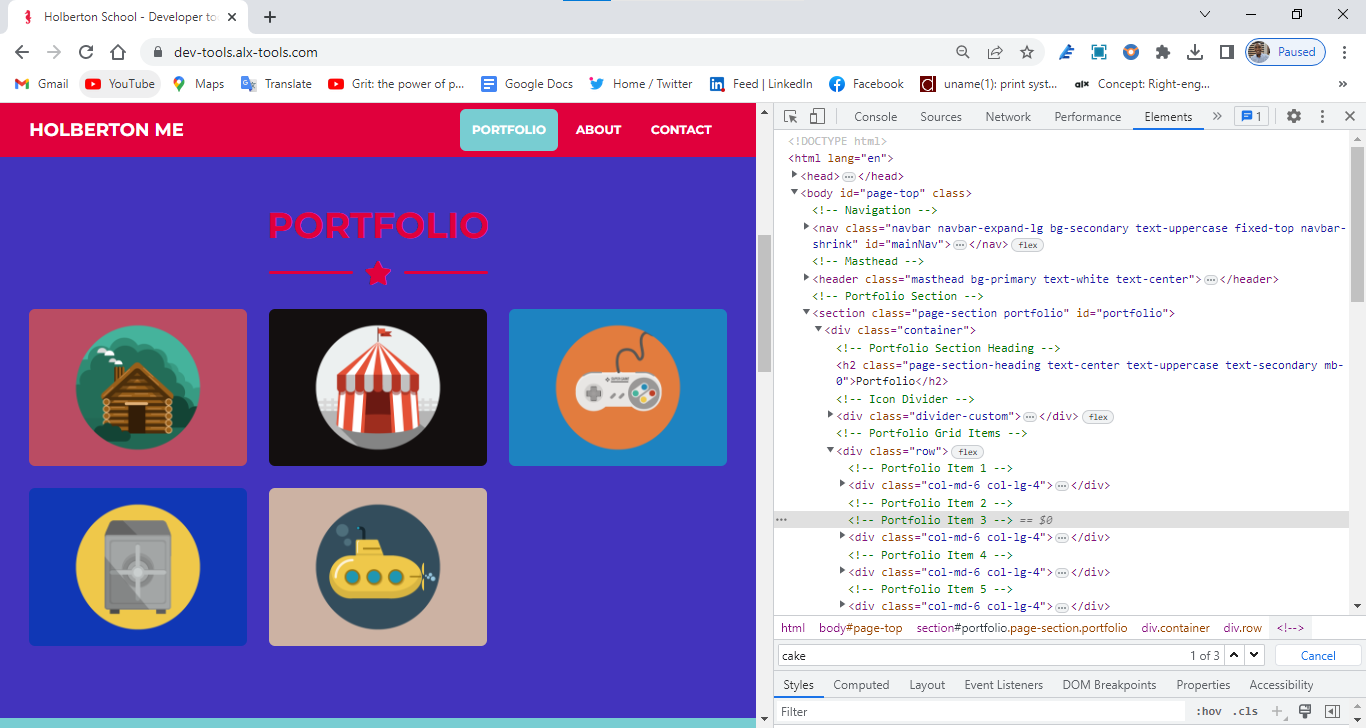 Holberton School - Developer to
dev-tools.alx-tools.com
Paused
Gmail
YouTube
Maps
Translate
Grit: the power of p...
Google Docs
Home / Twitter
Feed | LinkedIn
Facebook
uname(1): print syst...
alx
Concept: Right-eng...
»
HOLBERTON ME
PORTFOLIO
ABOUT
CONTACT
PORTFOLIO
Console
Sources
Network
Performance
Elements
»
1
<!DOCTYPE html>
<html lang="en">
<head>
</head>
<body id="page-top" class>
<!-- Navigation -->
<nav class="navbar navbar-expand-lg bg-secondary text-uppercase fixed-top navbar-
shrink" id="mainNav">
</nav>
flex
<!-- Masthead -->
<header class="masthead bg-primary text-white text-center">
</header>
<!-- Portfolio Section -->
<section class="page-section portfolio" id="portfolio">
<div class="container">
<!-- Portfolio Section Heading -->
<h2 class="page-section-heading text-center text-uppercase text-secondary mb-
0">Portfolio</h2>
<!-- Icon Divider -->
<div class="divider-custom">
</div>
flex
<!-- Portfolio Grid Items -->
<div class="row">
flex
<!-- Portfolio Item 1 -->
<div class="col-md-6 col-lg-4">
</div>
<!-- Portfolio Item 2 -->
<!-- Portfolio Item 3 --> == $0
<div class="col-md-6 col-lg-4">
</div>
<!-- Portfolio Item 4 -->
<div class="col-md-6 col-lg-4">
</div>
<!-- Portfolio Item 5 -->
<div class="col-md-6 col-lg-4">
</div>
html
body#page-top
section#portfolio.page-section.portfolio
div.container
div.row
<!-->
cake
1 of 3
Cancel
Styles
Computed
Layout
Event Listeners
DOM Breakpoints
Properties
Accessibility
Filter
:hov
.cls